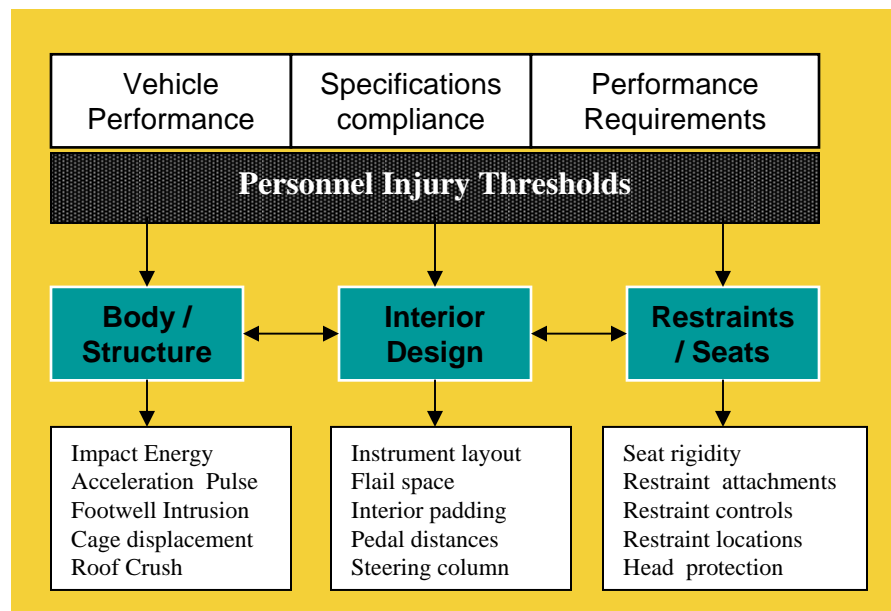 Vehicle
Performance
Specifications
compliance
Performance
Requirements
Personnel Injury Thresholds
Body /
Structure
Interior
Design
Restraints
/ Seats
Impact Energy
Acceleration Pulse
Footwell Intrusion
Cage displacement
Roof Crush
Instrument layout
Flail space
Interior padding
Pedal distances
Steering column
Seat rigidity
Restraint attachments
Restraint controls
Restraint locations
Head protection